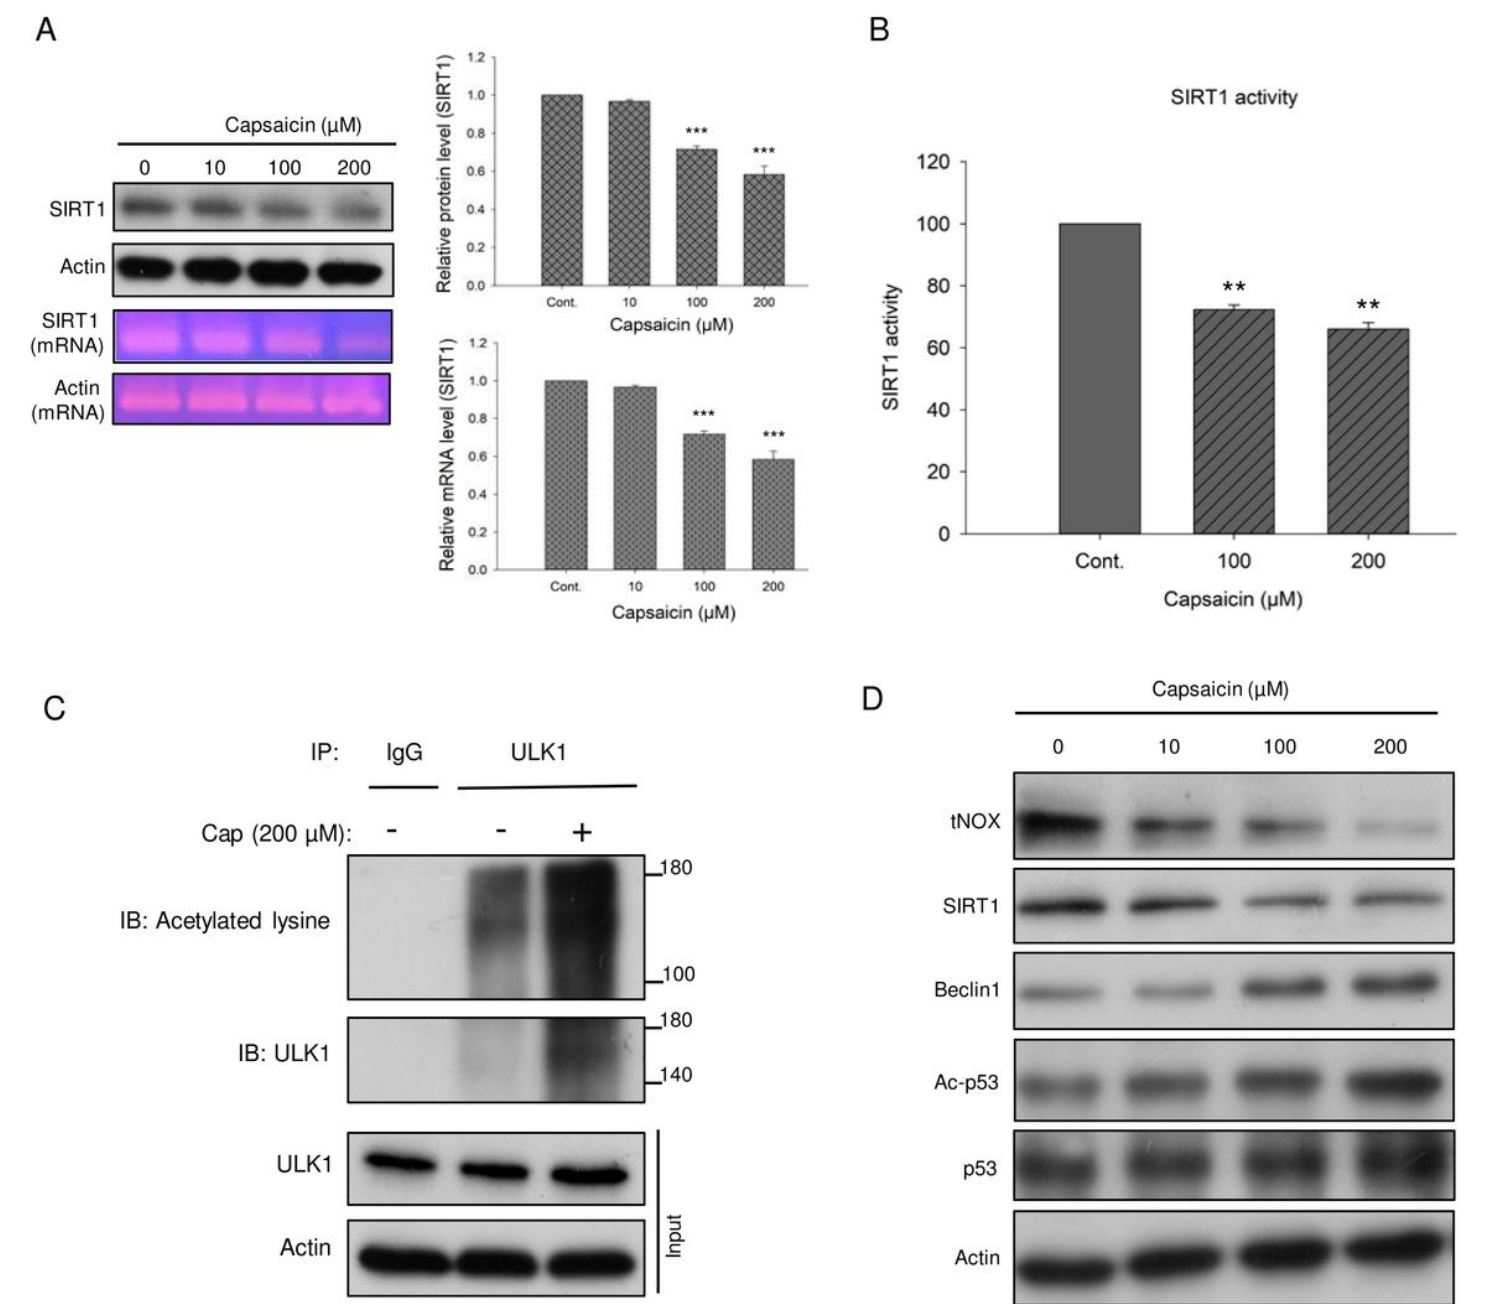 A
Capsaicin (µM)
0 10 100 200
SIRT1
Actin
SIRT1
(mRNA)
Actin
(mRNA)
Relative protein level (SIRT1)
1.2
1.0
0.8
0.6
0.4
0.2
0.0
***
***
Cont. 10 100 200
Capsaicin (µM)
Relative mRNA level (SIRT1)
1.2
1.0
0.8
0.6
0.4
0.2
0.0
***
***
Cont. 10 100 200
Capsaicin (µM)
B
SIRT1 activity
SIRT1 activity
120
100
80
60
40
20
0
**
**
Cont. 100 200
Capsaicin (µM)
C
IP: IgG ULK1
Cap (200 µM): - - +
IB: Acetylated lysine
180
100
IB: ULK1
180
140
ULK1
Actin
Input
D
Capsaicin (µM)
0 10 100 200
tNOX
SIRT1
Beclin1
Ac-p53
p53
Actin